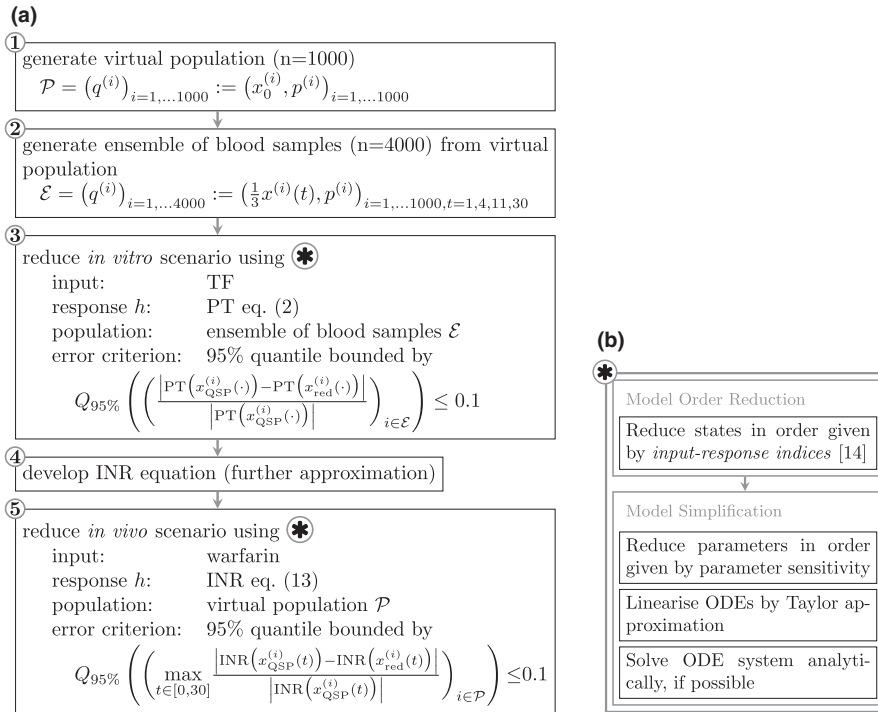 (a)
1
generate virtual population (n=1000)
𝒫 = (q^(i))_{i=1,...1000} := (x_0^(i), p^(i))_{i=1,...1000}
2
generate ensemble of blood samples (n=4000) from virtual
population
ℰ = (q^(i))_{i=1,...4000} := (1/3 x^(i)(t), p^(i))_{i=1,...1000,t=1,4,11,30}
3
reduce in vitro scenario using ✱
input: TF
response h: PT eq. (2)
population: ensemble of blood samples ℰ
error criterion: 95% quantile bounded by
Q_{95%} ( ( |PT(x_QSP^(i)(·))−PT(x_red^(i)(·))| / |PT(x_QSP^(i)(·))| )_{i∈ℰ} ) ≤ 0.1
4
develop INR equation (further approximation)
5
reduce in vivo scenario using ✱
input: warfarin
response h: INR eq. (13)
population: virtual population 𝒫
error criterion: 95% quantile bounded by
Q_{95%} ( ( max_{t∈[0,30]} |INR(x_QSP^(i)(t))−INR(x_red^(i)(t))| / |INR(x_QSP^(i)(t))| )_{i∈𝒫} ) ≤0.1
(b)
✱
Model Order Reduction
Reduce states in order given
by input-response indices [14]
Model Simplification
Reduce parameters in order
given by parameter sensitivity
Linearise ODEs by Taylor ap-
proximation
Solve ODE system analyti-
cally, if possible